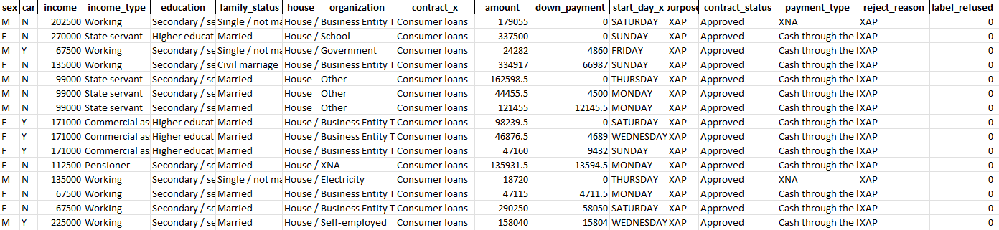 sex car income income_type education family_status house organization contract_x amount down_payment start_day_x purpose contract_status payment_type reject_reason label_refused
M N 202500 Working Secondary / se Single / not ma House / Business Entity T Consumer loans 179055 0 SATURDAY XAP Approved XNA XAP 0
F N 270000 State servant Higher educati Married House / School Consumer loans 337500 0 SUNDAY XAP Approved Cash through the XAP 0
M Y 67500 Working Secondary / se Single / not ma House / Government Consumer loans 24282 4860 FRIDAY XAP Approved Cash through the XAP 0
F N 135000 Working Secondary / se Civil marriage House / Business Entity T Consumer loans 334917 66987 SUNDAY XAP Approved Cash through the XAP 0
M N 99000 State servant Secondary / se Married House Other Consumer loans 162598.5 0 THURSDAY XAP Approved Cash through the XAP 0
M N 99000 State servant Secondary / se Married House Other Consumer loans 44455.5 4500 MONDAY XAP Approved Cash through the XAP 0
M N 99000 State servant Secondary / se Married House Other Consumer loans 121455 12145.5 MONDAY XAP Approved Cash through the XAP 0
F Y 171000 Commercial as Higher educati Married House / Business Entity T Consumer loans 98239.5 0 SATURDAY XAP Approved Cash through the XAP 0
F Y 171000 Commercial as Higher educati Married House / Business Entity T Consumer loans 46876.5 4689 WEDNESDAY XAP Approved Cash through the XAP 0
F Y 171000 Commercial as Higher educati Married House / Business Entity T Consumer loans 47160 9432 SUNDAY XAP Approved Cash through the XAP 0
F N 112500 Pensioner Secondary / se Married House / XNA Consumer loans 135931.5 13594.5 MONDAY XAP Approved Cash through the XAP 0
M N 135000 Working Secondary / se Single / not ma House / Electricity Consumer loans 18720 0 THURSDAY XAP Approved XNA XAP 0
F N 67500 Working Secondary / se Married House / Business Entity T Consumer loans 47115 4711.5 MONDAY XAP Approved Cash through the XAP 0
F N 67500 Working Secondary / se Married House / Business Entity T Consumer loans 290250 58050 SATURDAY XAP Approved Cash through the XAP 0
M Y 225000 Working Secondary / se Married House / Self-employed Consumer loans 158040 15804 WEDNESDAY XAP Approved Cash through the XAP 0